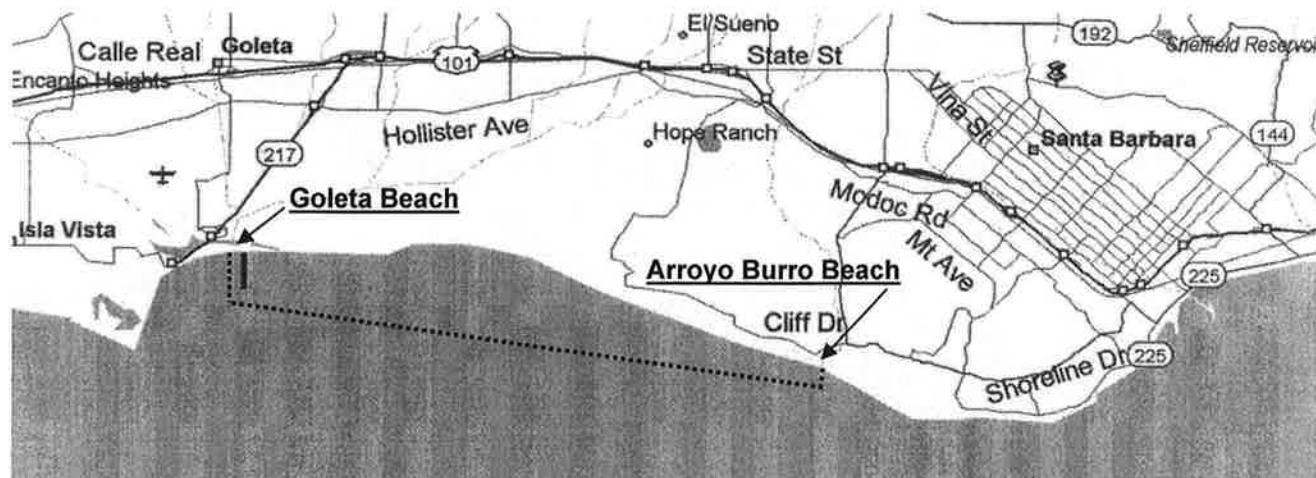 El Sueno
192
Sheffield Reservoi
Calle Real
Goleta
State St
101
Encanto Heights
Vina St
Hollister Ave
Hope Ranch
Santa Barbara
144
217
Goleta Beach
Modoc Rd
Isla Vista
Mt Ave
Arroyo Burro Beach
225
Cliff Dr
Shoreline Dr
225